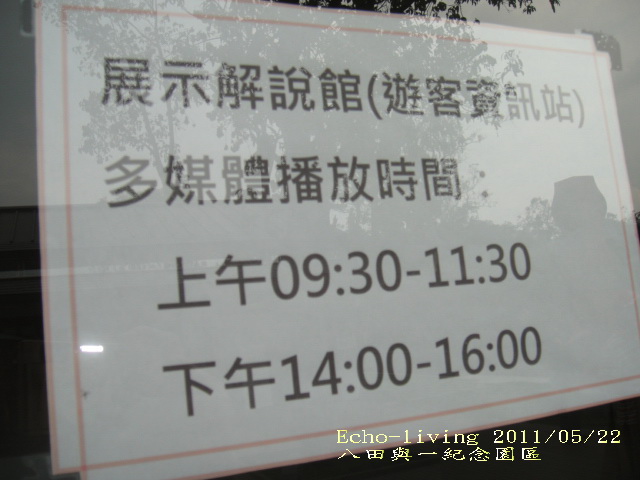 展示解說館(遊客資訊站)
多媒體播放時間：
上午09:30-11:30
下午14:00-16:00
Echo-living 2011/05/22
八田與一紀念園區